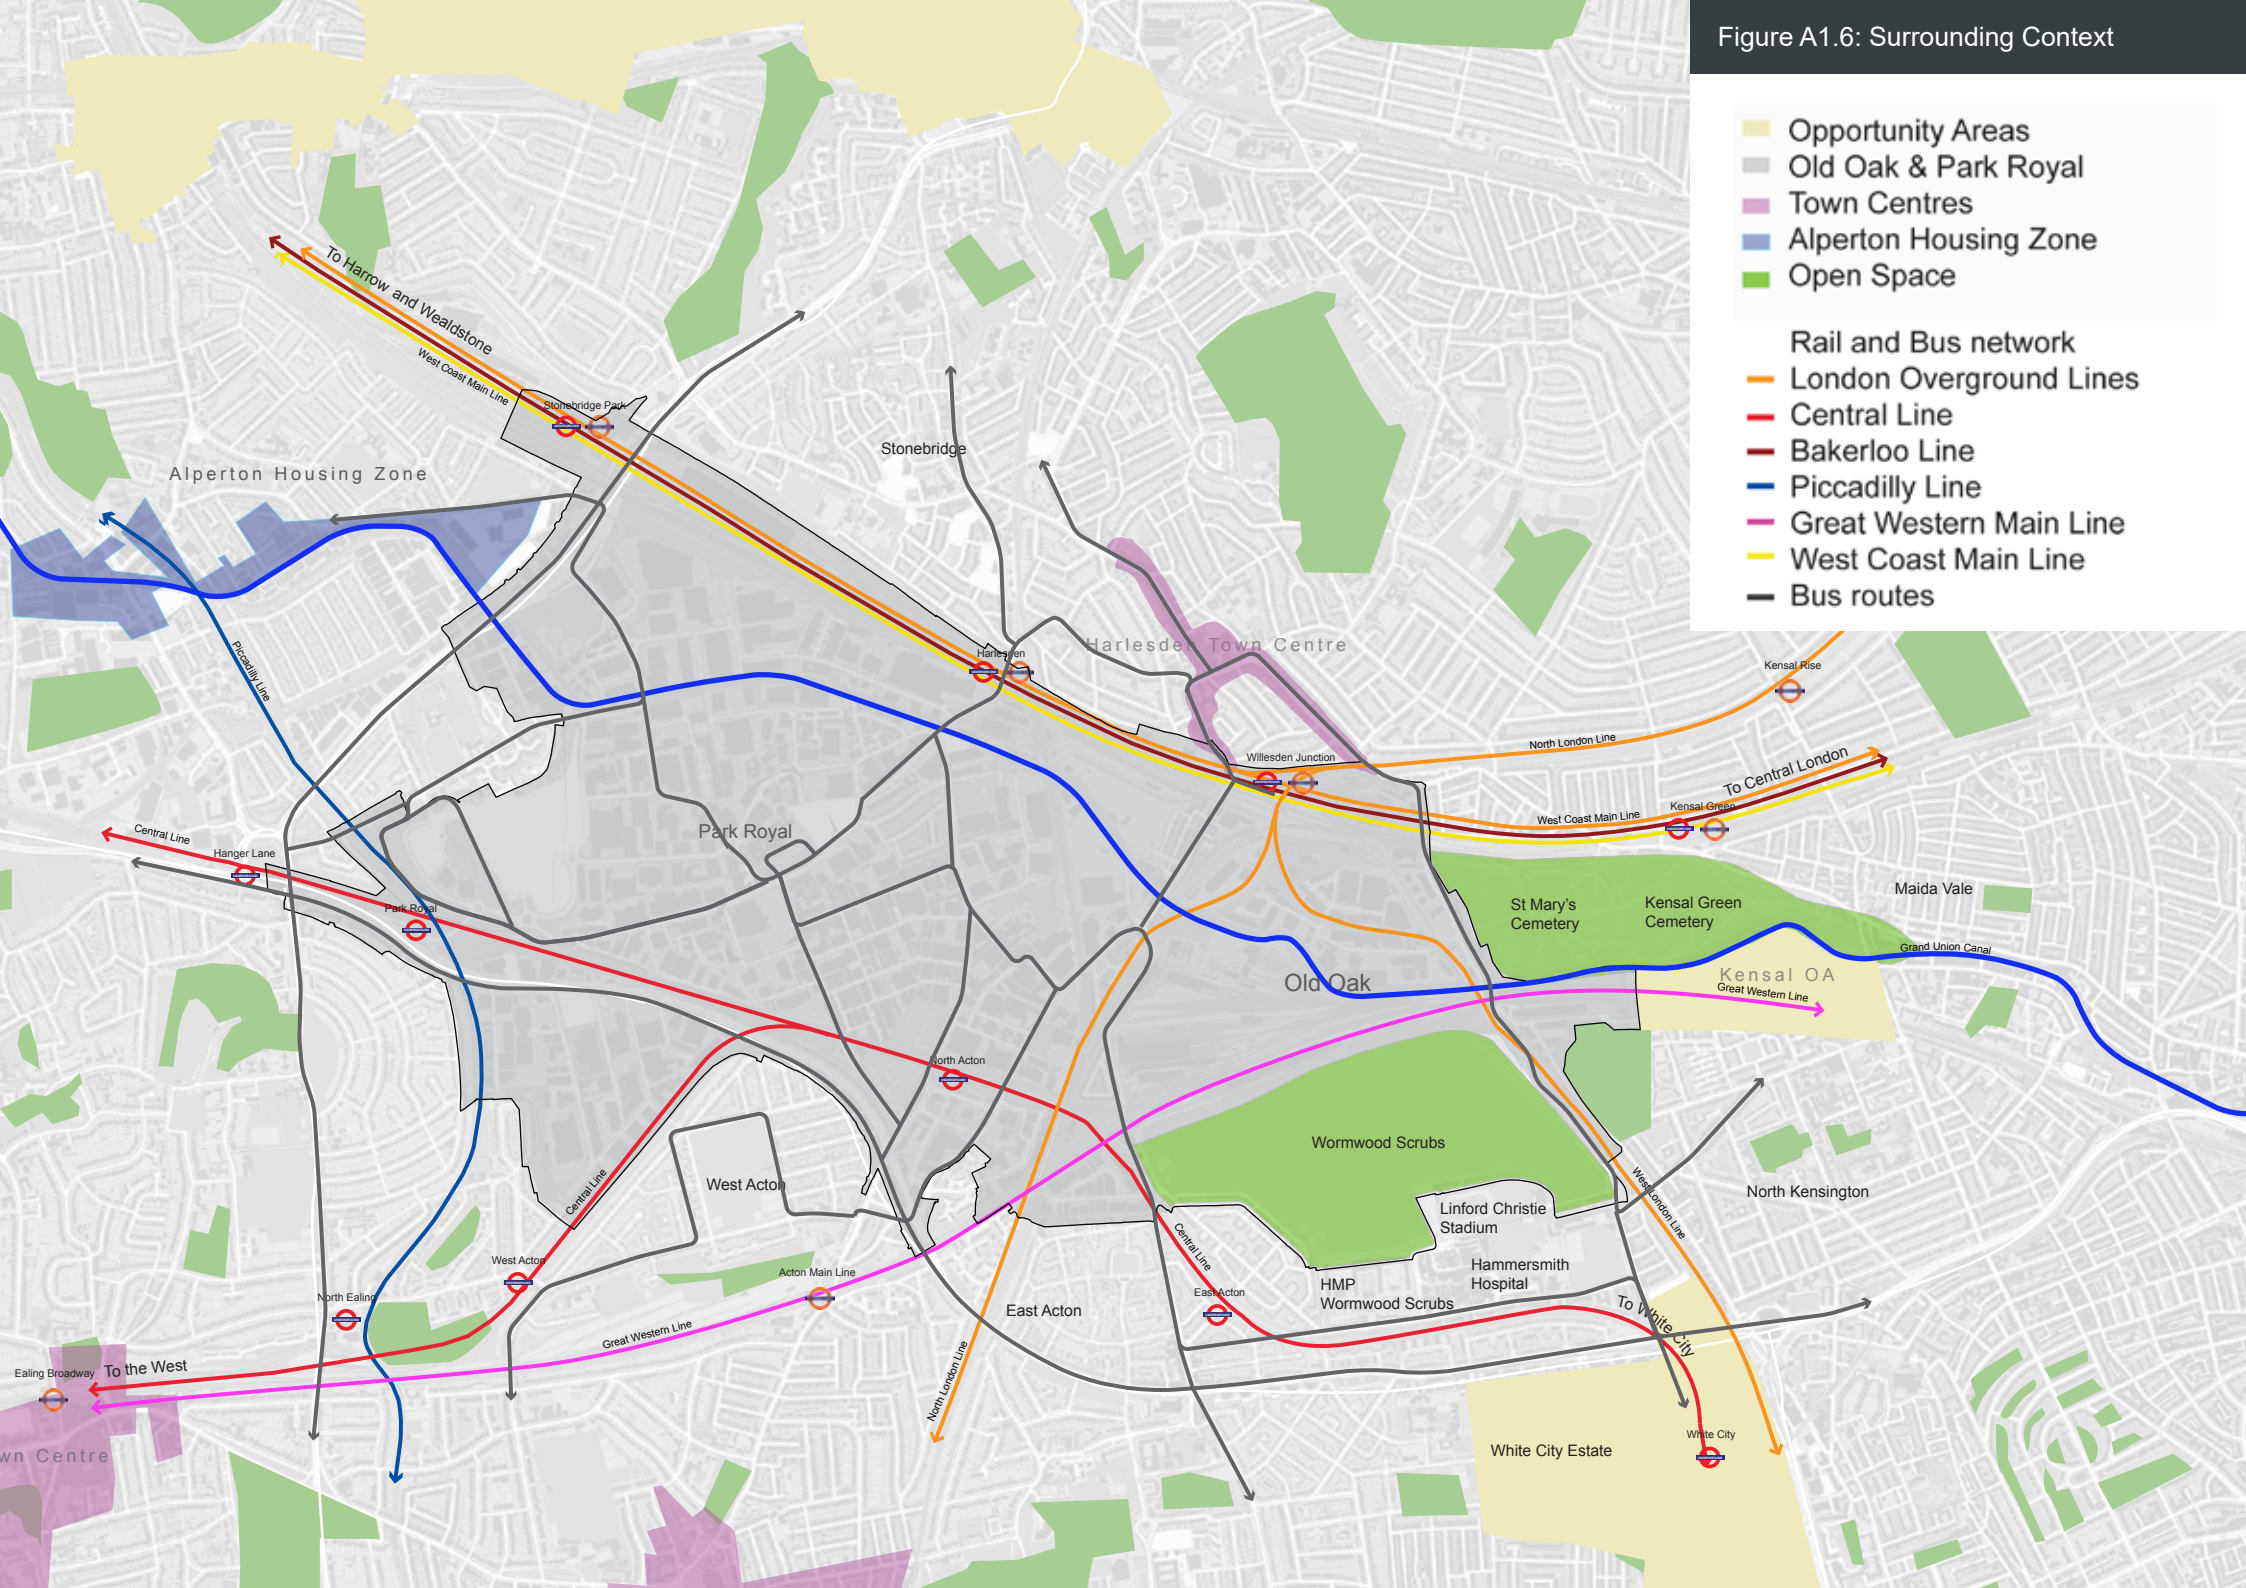 Figure A1.6: Surrounding Context
Opportunity Areas
Old Oak & Park Royal
Town Centres
Alperton Housing Zone
Open Space
Rail and Bus network
London Overground Lines
Central Line
Bakerloo Line
Piccadilly Line
Great Western Main Line
West Coast Main Line
Bus routes
To Harrow and Wealdstone
West Coast Main Line
Stonebridge Park
Stonebridge
Alperton Housing Zone
Piccadilly Line
Harlesden
Harlesden Town Centre
Kensal Rise
North London Line
Willesden Junction
To Central London
West Coast Main Line
Kensal Green
Park Royal
Central Line
Hanger Lane
Park Royal
Maida Vale
St Mary's
Cemetery
Kensal Green
Cemetery
Grand Union Canal
Kensal OA
Great Western Line
Old Oak
North Acton
Wormwood Scrubs
West Acton
Central Line
North Kensington
West London Line
Linford Christie
Stadium
Central Line
Hammersmith
Hospital
HMP
Wormwood Scrubs
West Acton
Acton Main Line
East Acton
East Acton
North Ealing
To White City
Great Western Line
To the West
Ealing Broadway
North London Line
White City
White City Estate
wn Centre